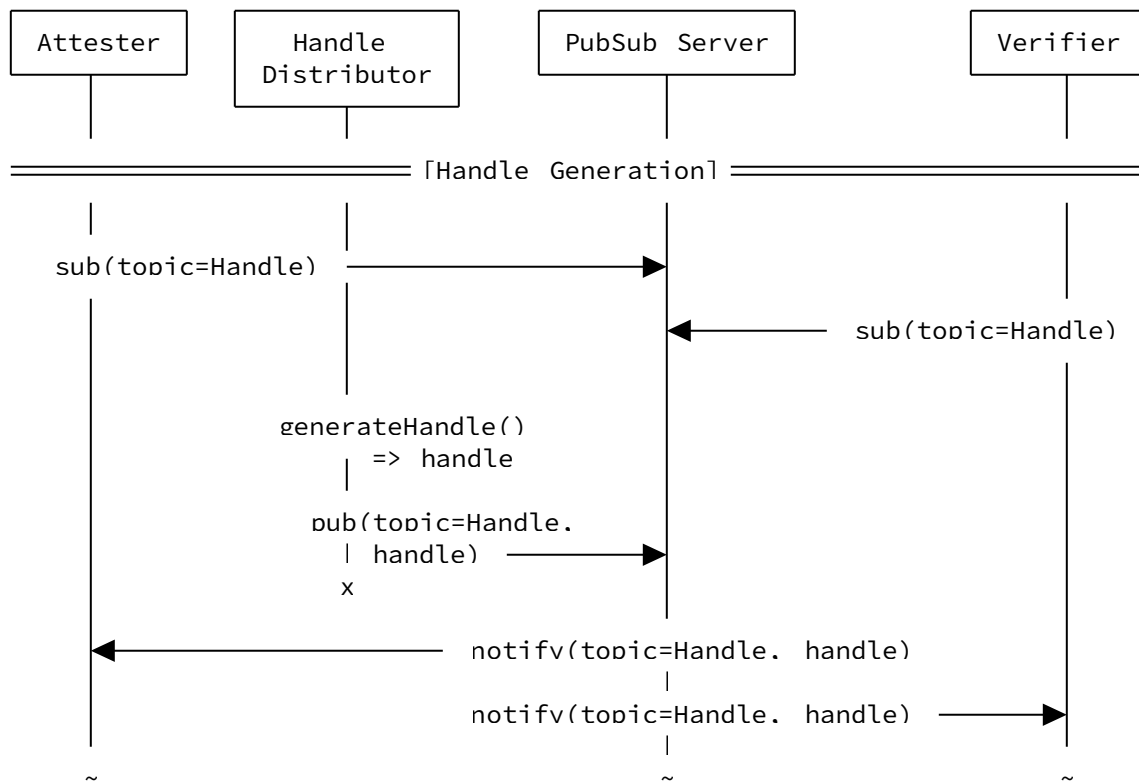 Attester
Handle
Distributor
PubSub Server
Verifier
[Handle Generation]
sub(topic=Handle)
sub(topic=Handle)
generateHandle()
=> handle
pub(topic=Handle,
handle)
x
notify(topic=Handle, handle)
notify(topic=Handle, handle)
~ ~ ~